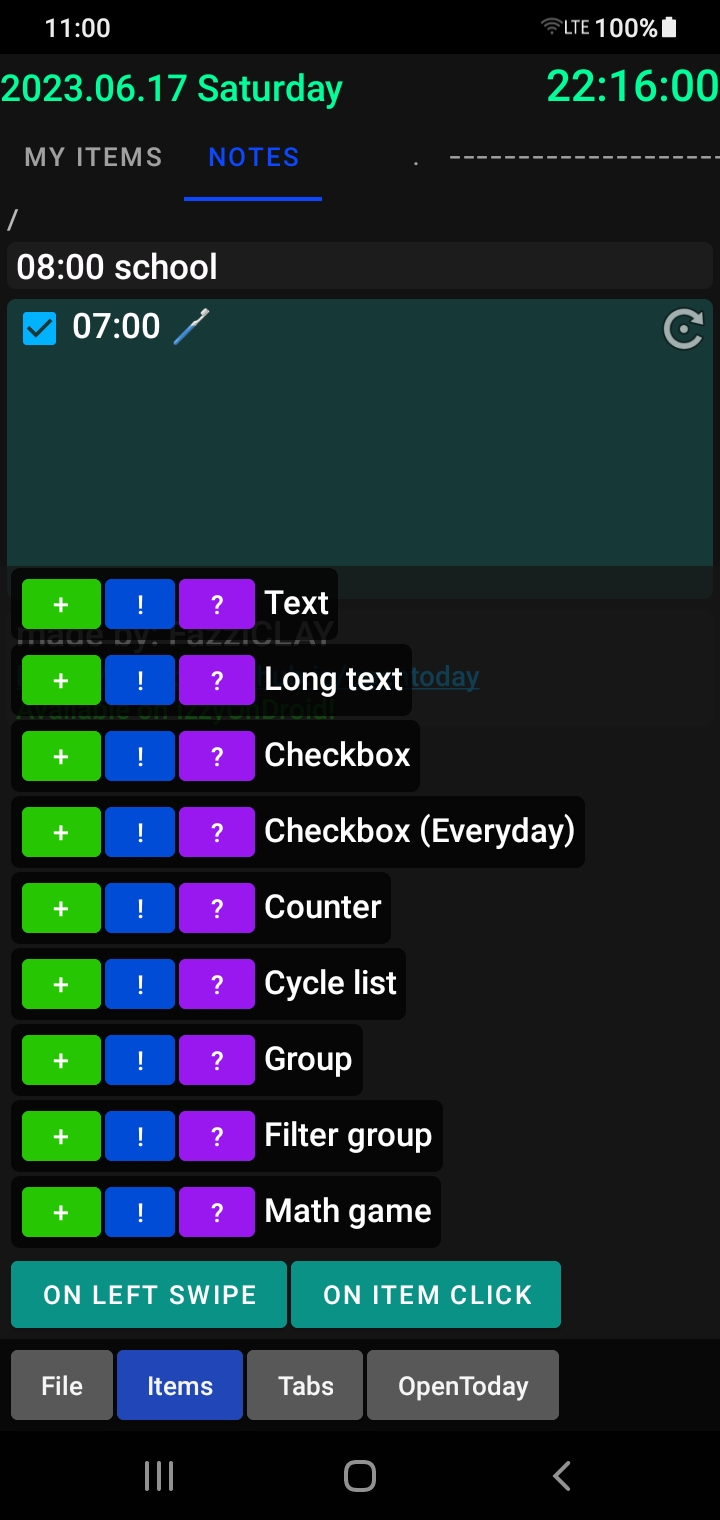 11:00 LTE 100%
2023.06.17 Saturday 22:16:00
MY ITEMS NOTES . --------------------
/
08:00 school
07:00
+ ! ? Text
made by: FazziCLAY
+ ! ? Long text today
Available on IzzyOnDroid!
+ ! ? Checkbox
+ ! ? Checkbox (Everyday)
+ ! ? Counter
+ ! ? Cycle list
+ ! ? Group
+ ! ? Filter group
+ ! ? Math game
ON LEFT SWIPE ON ITEM CLICK
File Items Tabs OpenToday